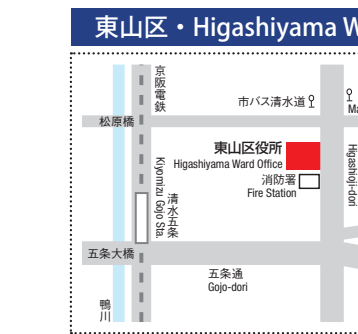 東山区・Higashiyama W
京阪電鉄
市バス清水道
Ma
松原橋
東山区役所
Higashiyama Ward Office
消防署
Fire Station
Higashioji-dori
Kiyomizu Gojo Sta.
清水五条
五条大橋
五条通
Gojo-dori
鴨川